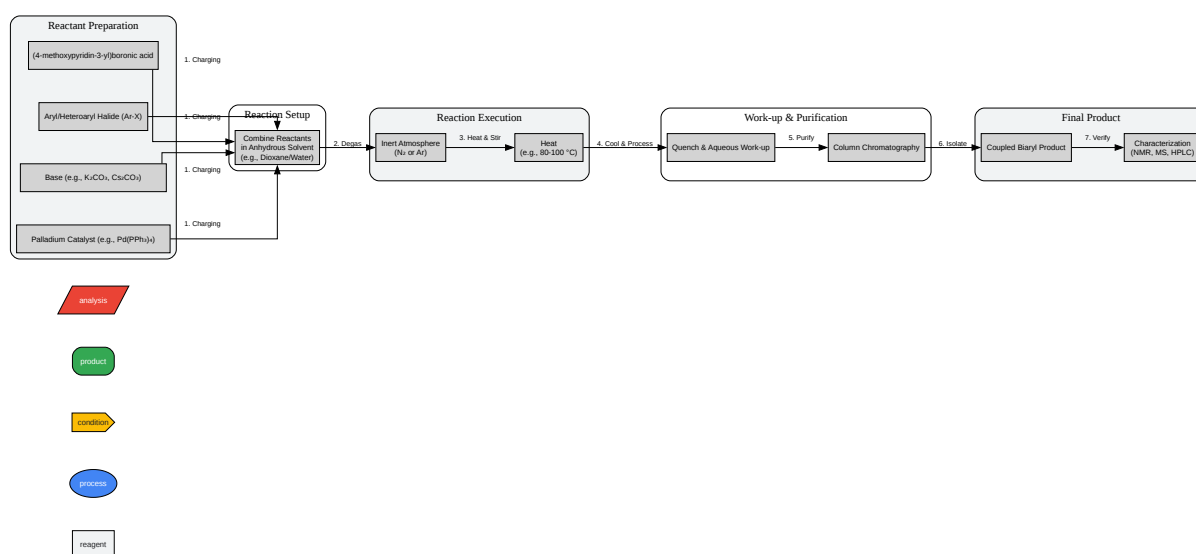 Reactant Preparation
(4-methoxypyridin-3-yl)boronic acid
1. Charging
Aryl/Heteroaryl Halide (Ar-X)
1. Charging
Base (e.g., K₂CO₃, Cs₂CO₃)
1. Charging
Palladium Catalyst (e.g., Pd(PPh₃)₄)
1. Charging
Reaction Setup
Combine Reactants
in Anhydrous Solvent
(e.g., Dioxane/Water)
2. Degas
Reaction Execution
Inert Atmosphere
(N₂ or Ar)
3. Heat & Stir
Heat
(e.g., 80-100 °C)
4. Cool & Process
Work-up & Purification
Quench & Aqueous Work-up
5. Purify
Column Chromatography
6. Isolate
Final Product
Coupled Biaryl Product
7. Verify
Characterization
(NMR, MS, HPLC)
analysis
product
condition
process
reagent